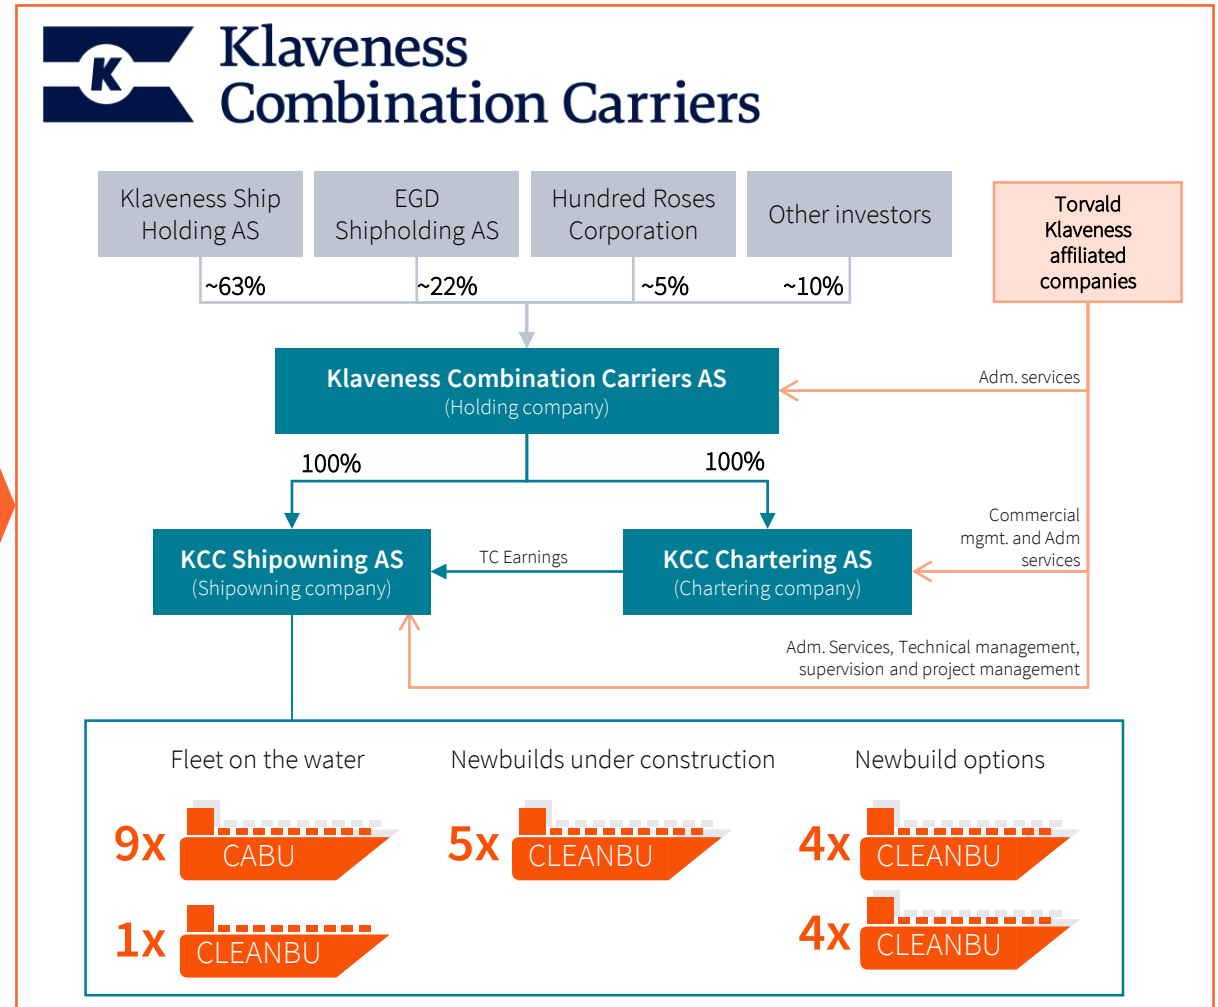 K
Klaveness
Combination Carriers
Klaveness Ship
Holding AS
EGD
Shipholding AS
Hundred Roses
Corporation
Other investors
Torvald
Klaveness
affiliated
companies
~63%
~22%
~5%
~10%
Klaveness Combination Carriers AS
(Holding company)
Adm. services
100%
100%
KCC Shipowning AS
(Shipowning company)
TC Earnings
KCC Chartering AS
(Chartering company)
Commercial
mgmt. and Adm
services
Adm. Services, Technical management,
supervision and project management
Fleet on the water
Newbuilds under construction
Newbuild options
9x
CABU
5x
CLEANBU
4x
CLEANBU
1x
CLEANBU
4x
CLEANBU